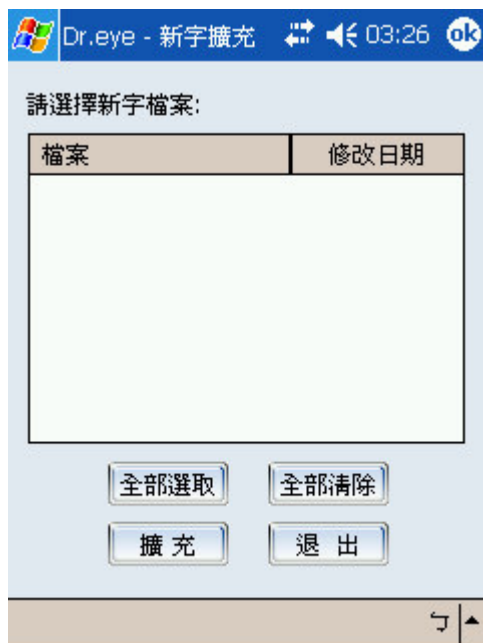 Dr.eye - 新字擴充 03:26 ok
請選擇新字檔案:
檔案 修改日期
全部選取 全部清除
擴 充 退 出
ㄅ